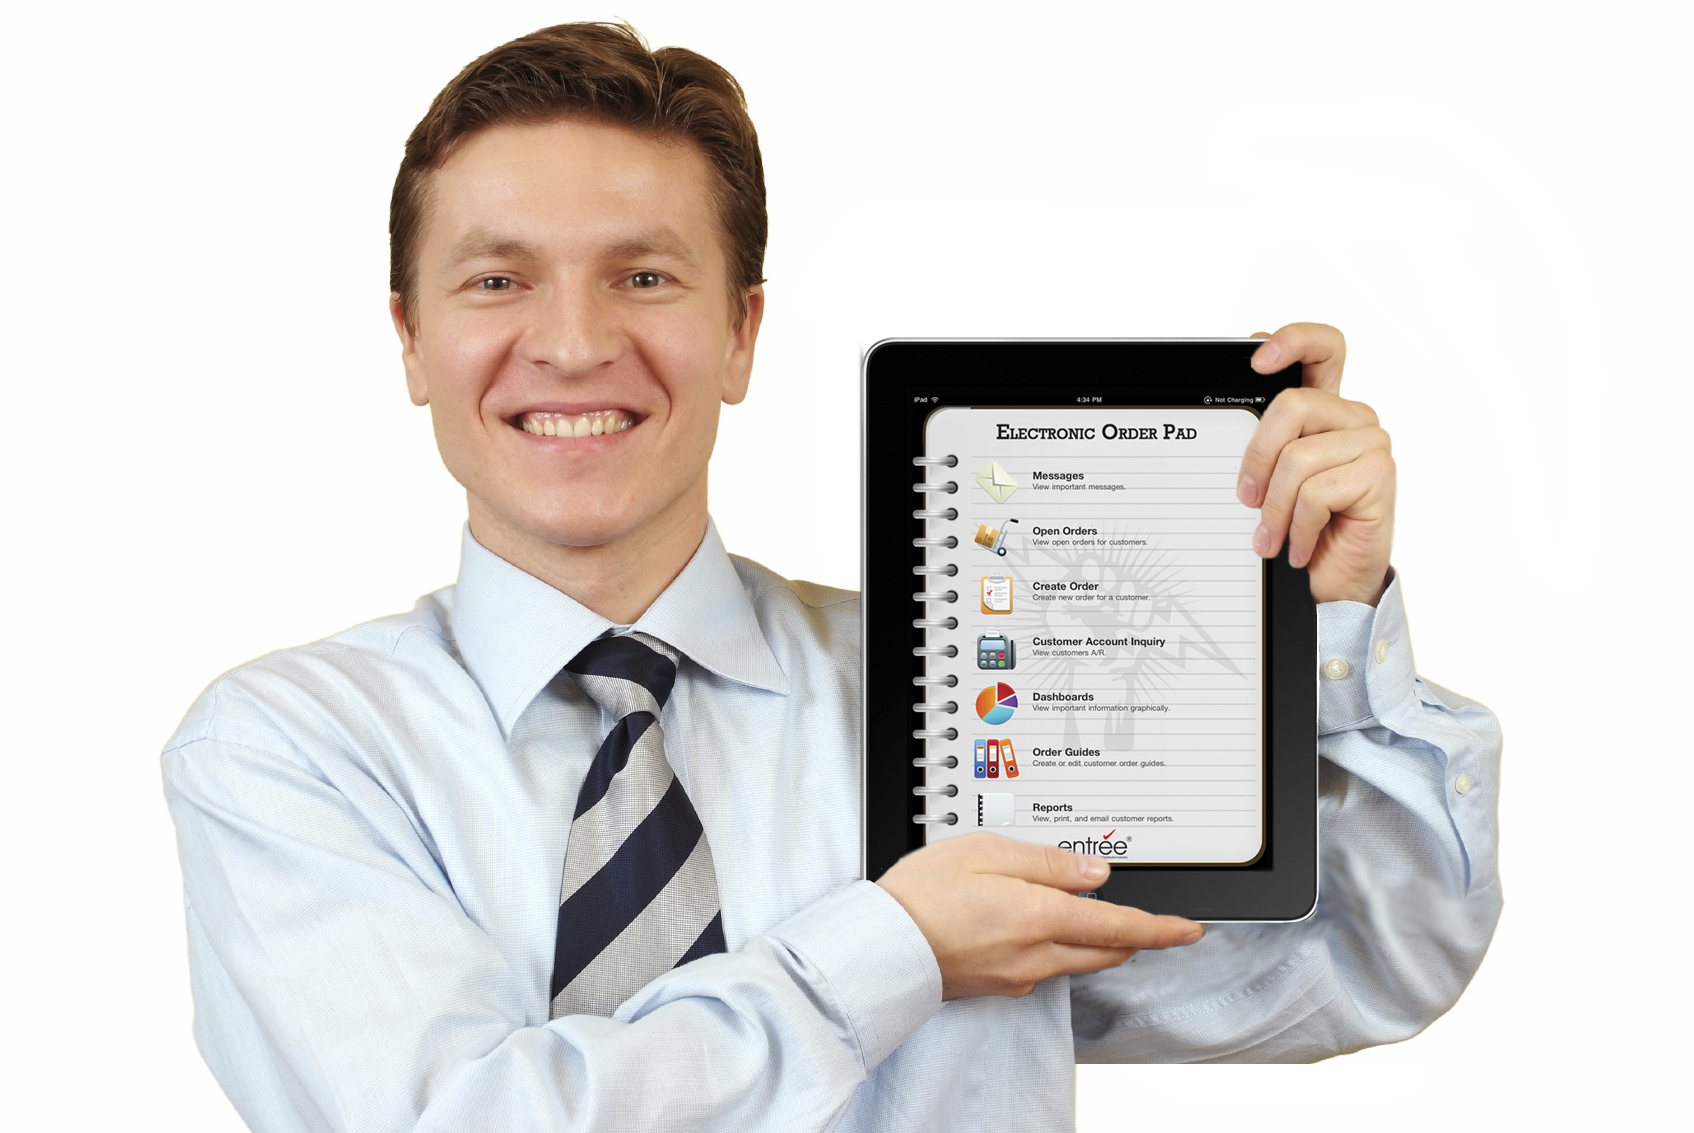 iPad 4:34 PM Not Charging
ELECTRONIC ORDER PAD
Messages
View important messages.
Open Orders
View open orders for customers.
Create Order
Create new order for a customer.
Customer Account Inquiry
View customers A/R.
Dashboards
View important information graphically.
Order Guides
Create or edit customer order guides.
Reports
View, print, and email customer reports.
entrée®